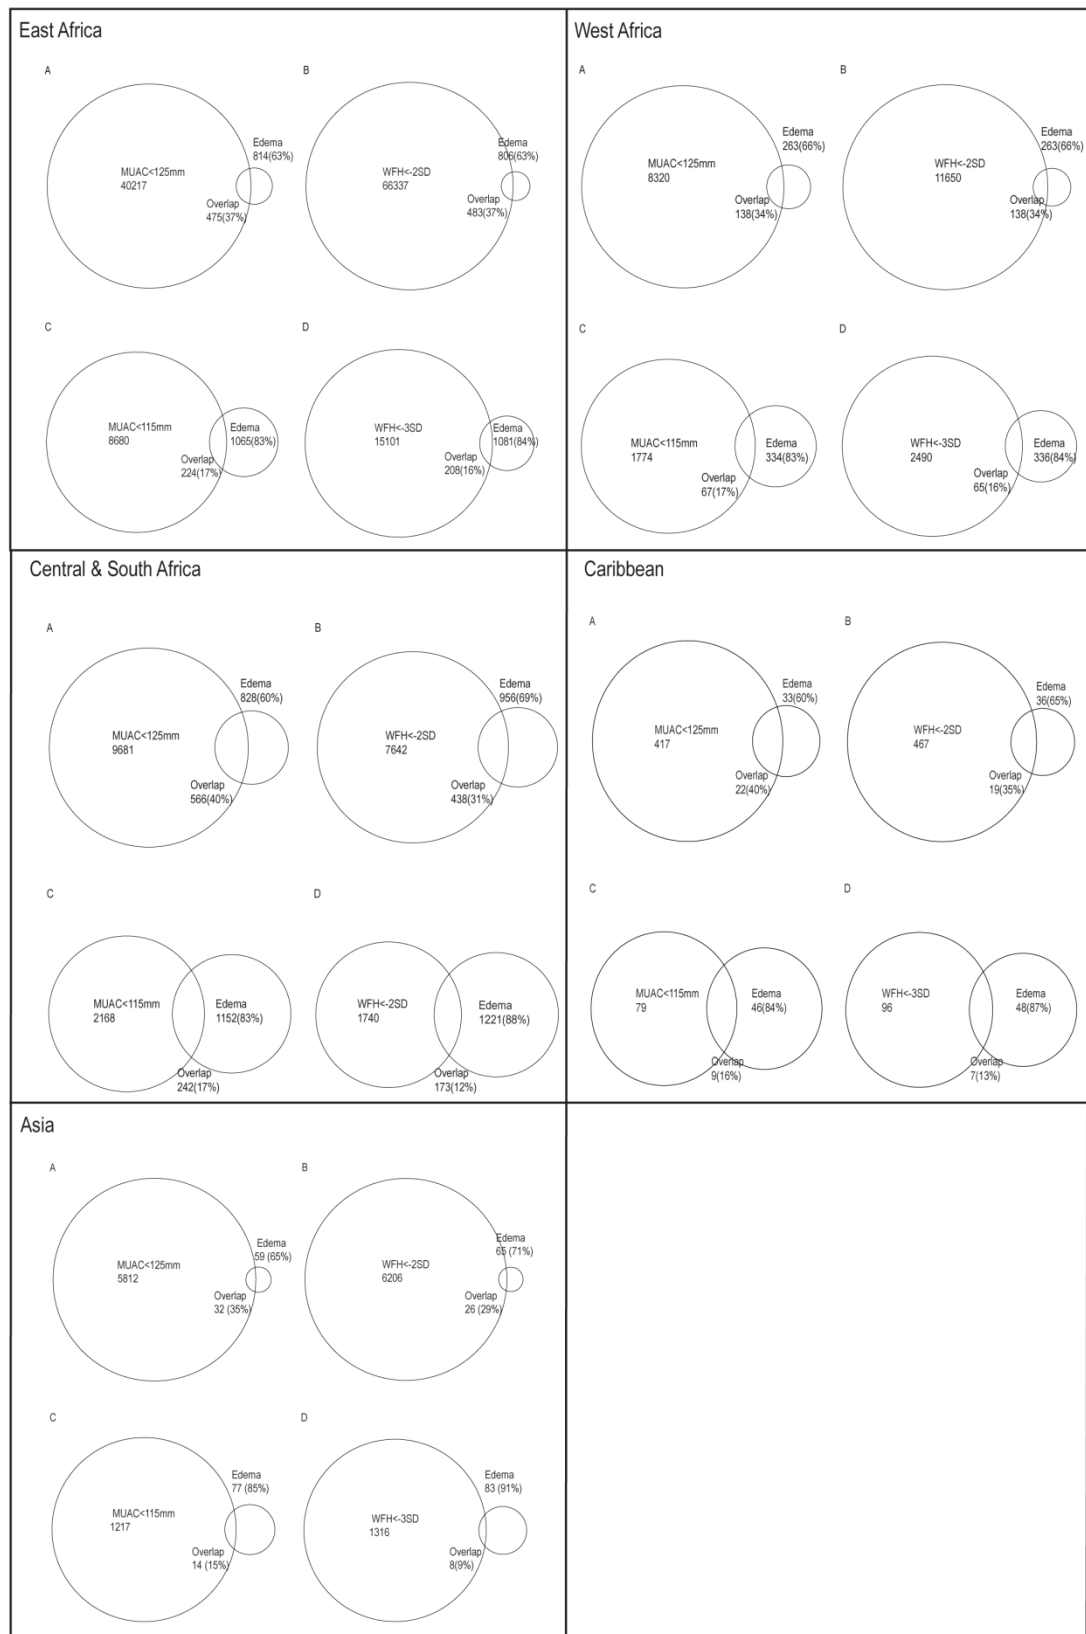 East Africa
A
MUAC<125mm
40217
Edema
814(63%)
Overlap
475(37%)
B
WFH<-2SD
66337
Edema
806(63%)
Overlap
483(37%)
C
MUAC<115mm
8680
Edema
1065(83%)
Overlap
224(17%)
D
WFH<-3SD
15101
Edema
1081(84%)
Overlap
208(16%)
West Africa
A
MUAC<125mm
8320
Edema
263(66%)
Overlap
138(34%)
B
WFH<-2SD
11650
Edema
263(66%)
Overlap
138(34%)
C
MUAC<115mm
1774
Edema
334(83%)
Overlap
67(17%)
D
WFH<-3SD
2490
Edema
336(84%)
Overlap
65(16%)
Central & South Africa
A
MUAC<125mm
9681
Edema
828(60%)
Overlap
566(40%)
B
WFH<-2SD
7642
Edema
956(69%)
Overlap
438(31%)
C
MUAC<115mm
2168
Edema
1152(83%)
Overlap
242(17%)
D
WFH<-2SD
1740
Edema
1221(88%)
Overlap
173(12%)
Caribbean
A
MUAC<125mm
417
Edema
33(60%)
Overlap
22(40%)
B
WFH<-2SD
467
Edema
36(65%)
Overlap
19(35%)
C
MUAC<115mm
79
Edema
46(84%)
Overlap
9(16%)
D
WFH<-3SD
96
Edema
48(87%)
Overlap
7(13%)
Asia
A
MUAC<125mm
5812
Edema
59 (65%)
Overlap
32 (35%)
B
WFH<-2SD
6206
Edema
65 (71%)
Overlap
26 (29%)
C
MUAC<115mm
1217
Edema
77 (85%)
Overlap
14 (15%)
D
WFH<-3SD
1316
Edema
83 (91%)
Overlap
8(9%)